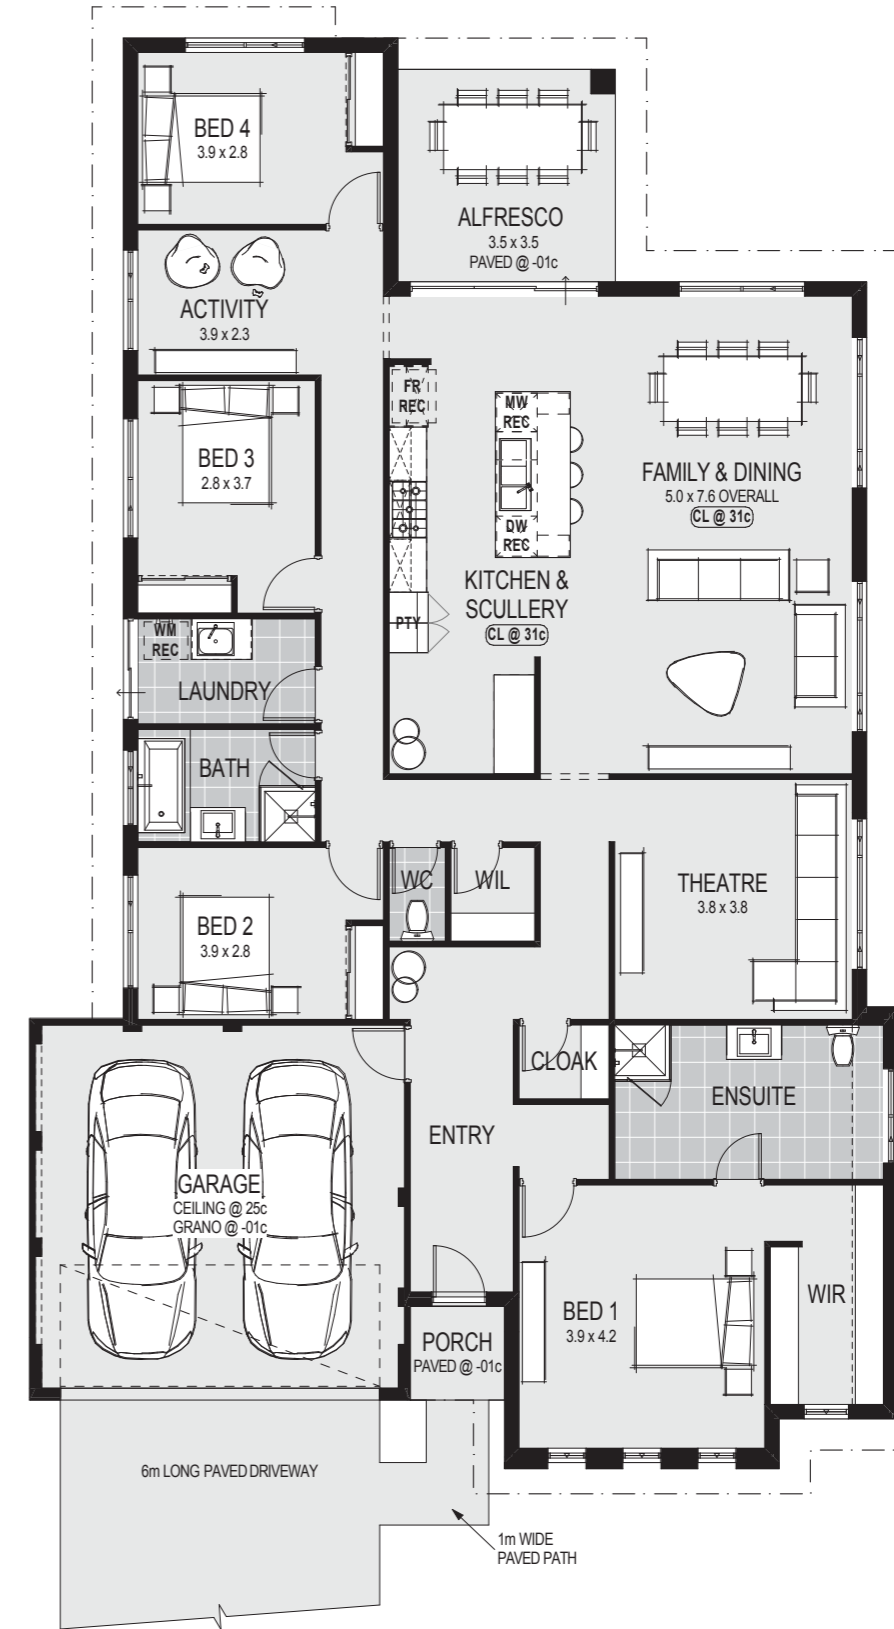 BED 4
3.9 x 2.8
ALFRESCO
3.5 x 3.5
PAVED @ -01c
ACTIVITY
3.9 x 2.3
FR
REC
MW
REC
BED 3
2.8 x 3.7
FAMILY & DINING
5.0 x 7.6 OVERALL
CL @ 31c
DW
REC
KITCHEN &
SCULLERY
CL @ 31c
PTY
WM
REC
LAUNDRY
BATH
WC
WIL
THEATRE
3.8 x 3.8
BED 2
3.9 x 2.8
CLOAK
ENSUITE
ENTRY
GARAGE
CEILING @ 25c
GRANO @ -01c
BED 1
3.9 x 4.2
WIR
PORCH
PAVED @ -01c
6m LONG PAVED DRIVEWAY
1m WIDE
PAVED PATH